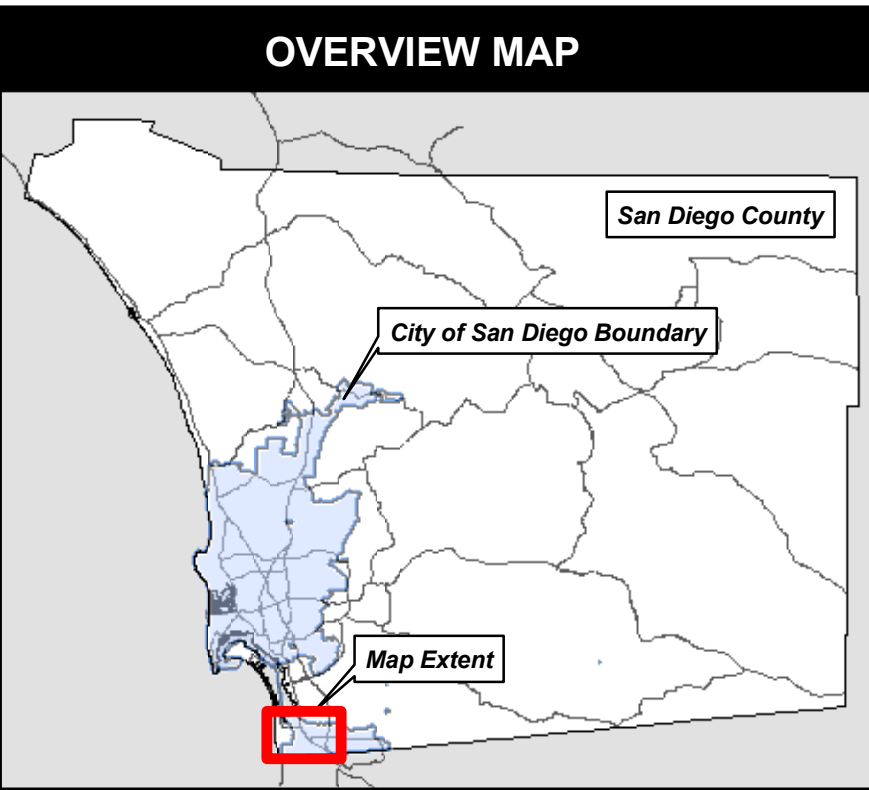 OVERVIEW MAP
San Diego County
City of San Diego Boundary
Map Extent